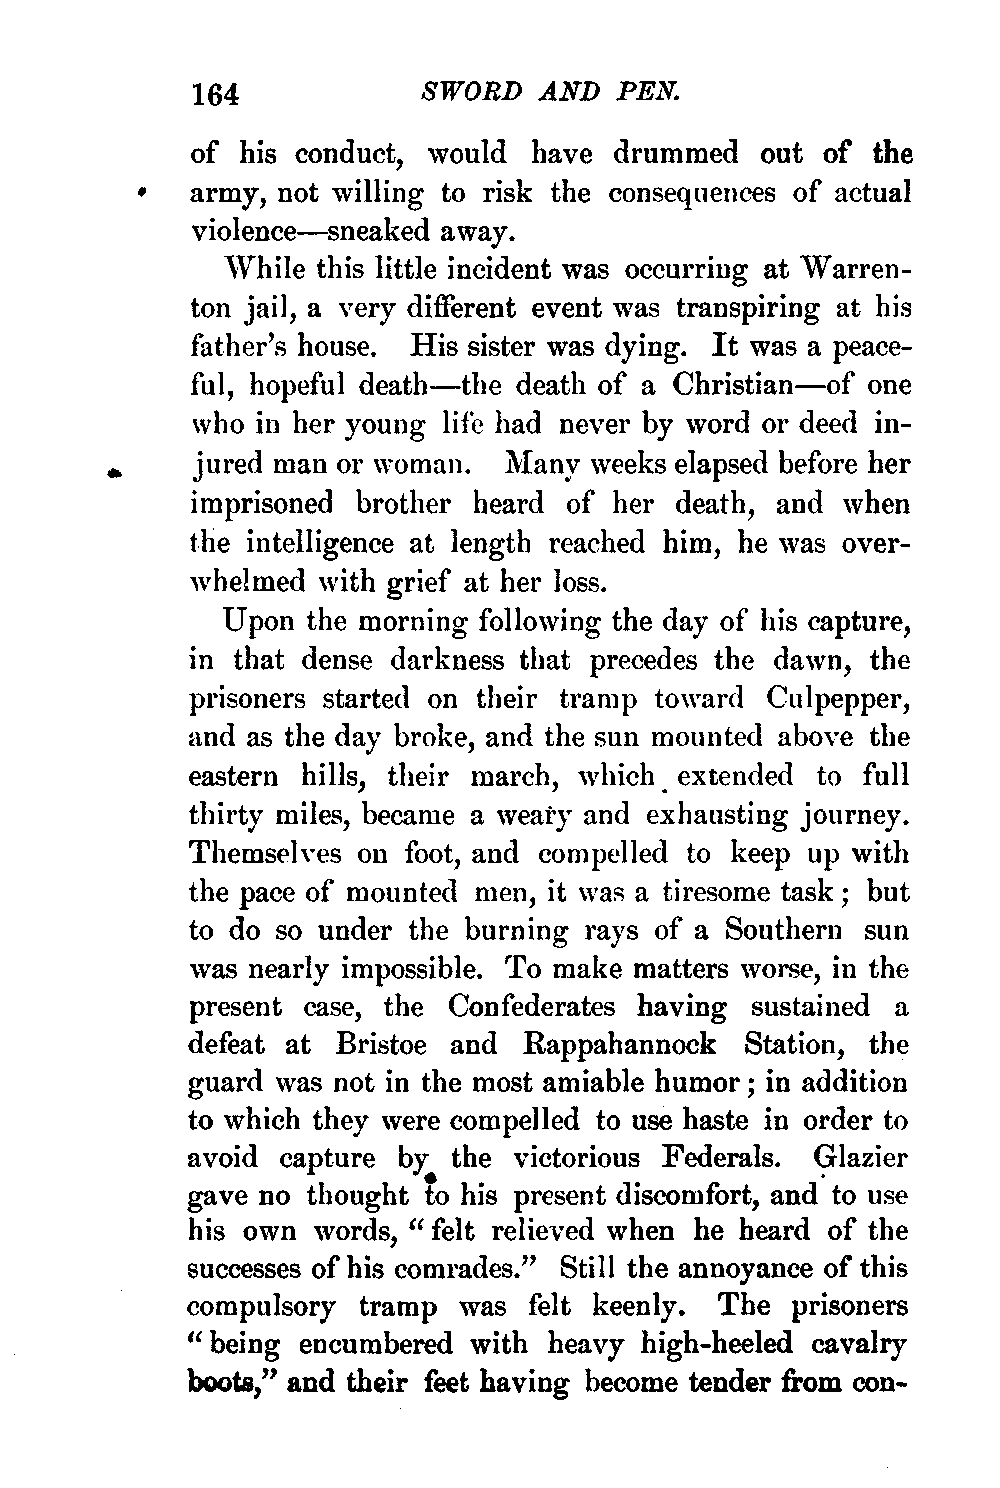 164 SWORD AND PEN.
of his conduct, would have drummed out of the
army, not willing to risk the consequences of actual
violence—sneaked away.
While this little incident was occurring at Warren-
ton jail, a very different event was transpiring at his
father's house. His sister was dying. It was a peace-
ful, hopeful death—the death of a Christian—of one
who in her young life had never by word or deed in-
jured man or woman. Many weeks elapsed before her
imprisoned brother heard of her death, and when
the intelligence at length reached him, he was over-
whelmed with grief at her loss.
Upon the morning following the day of his capture,
in that dense darkness that precedes the dawn, the
prisoners started on their tramp toward Culpepper,
and as the day broke, and the sun mounted above the
eastern hills, their march, which extended to full
thirty miles, became a weary and exhausting journey.
Themselves on foot, and compelled to keep up with
the pace of mounted men, it was a tiresome task; but
to do so under the burning rays of a Southern sun
was nearly impossible. To make matters worse, in the
present case, the Confederates having sustained a
defeat at Bristoe and Rappahannock Station, the
guard was not in the most amiable humor; in addition
to which they were compelled to use haste in order to
avoid capture by the victorious Federals. Glazier
gave no thought to his present discomfort, and to use
his own words, "felt relieved when he heard of the
successes of his comrades." Still the annoyance of this
compulsory tramp was felt keenly. The prisoners
"being encumbered with heavy high-heeled cavalry
boots," and their feet having become tender from con-